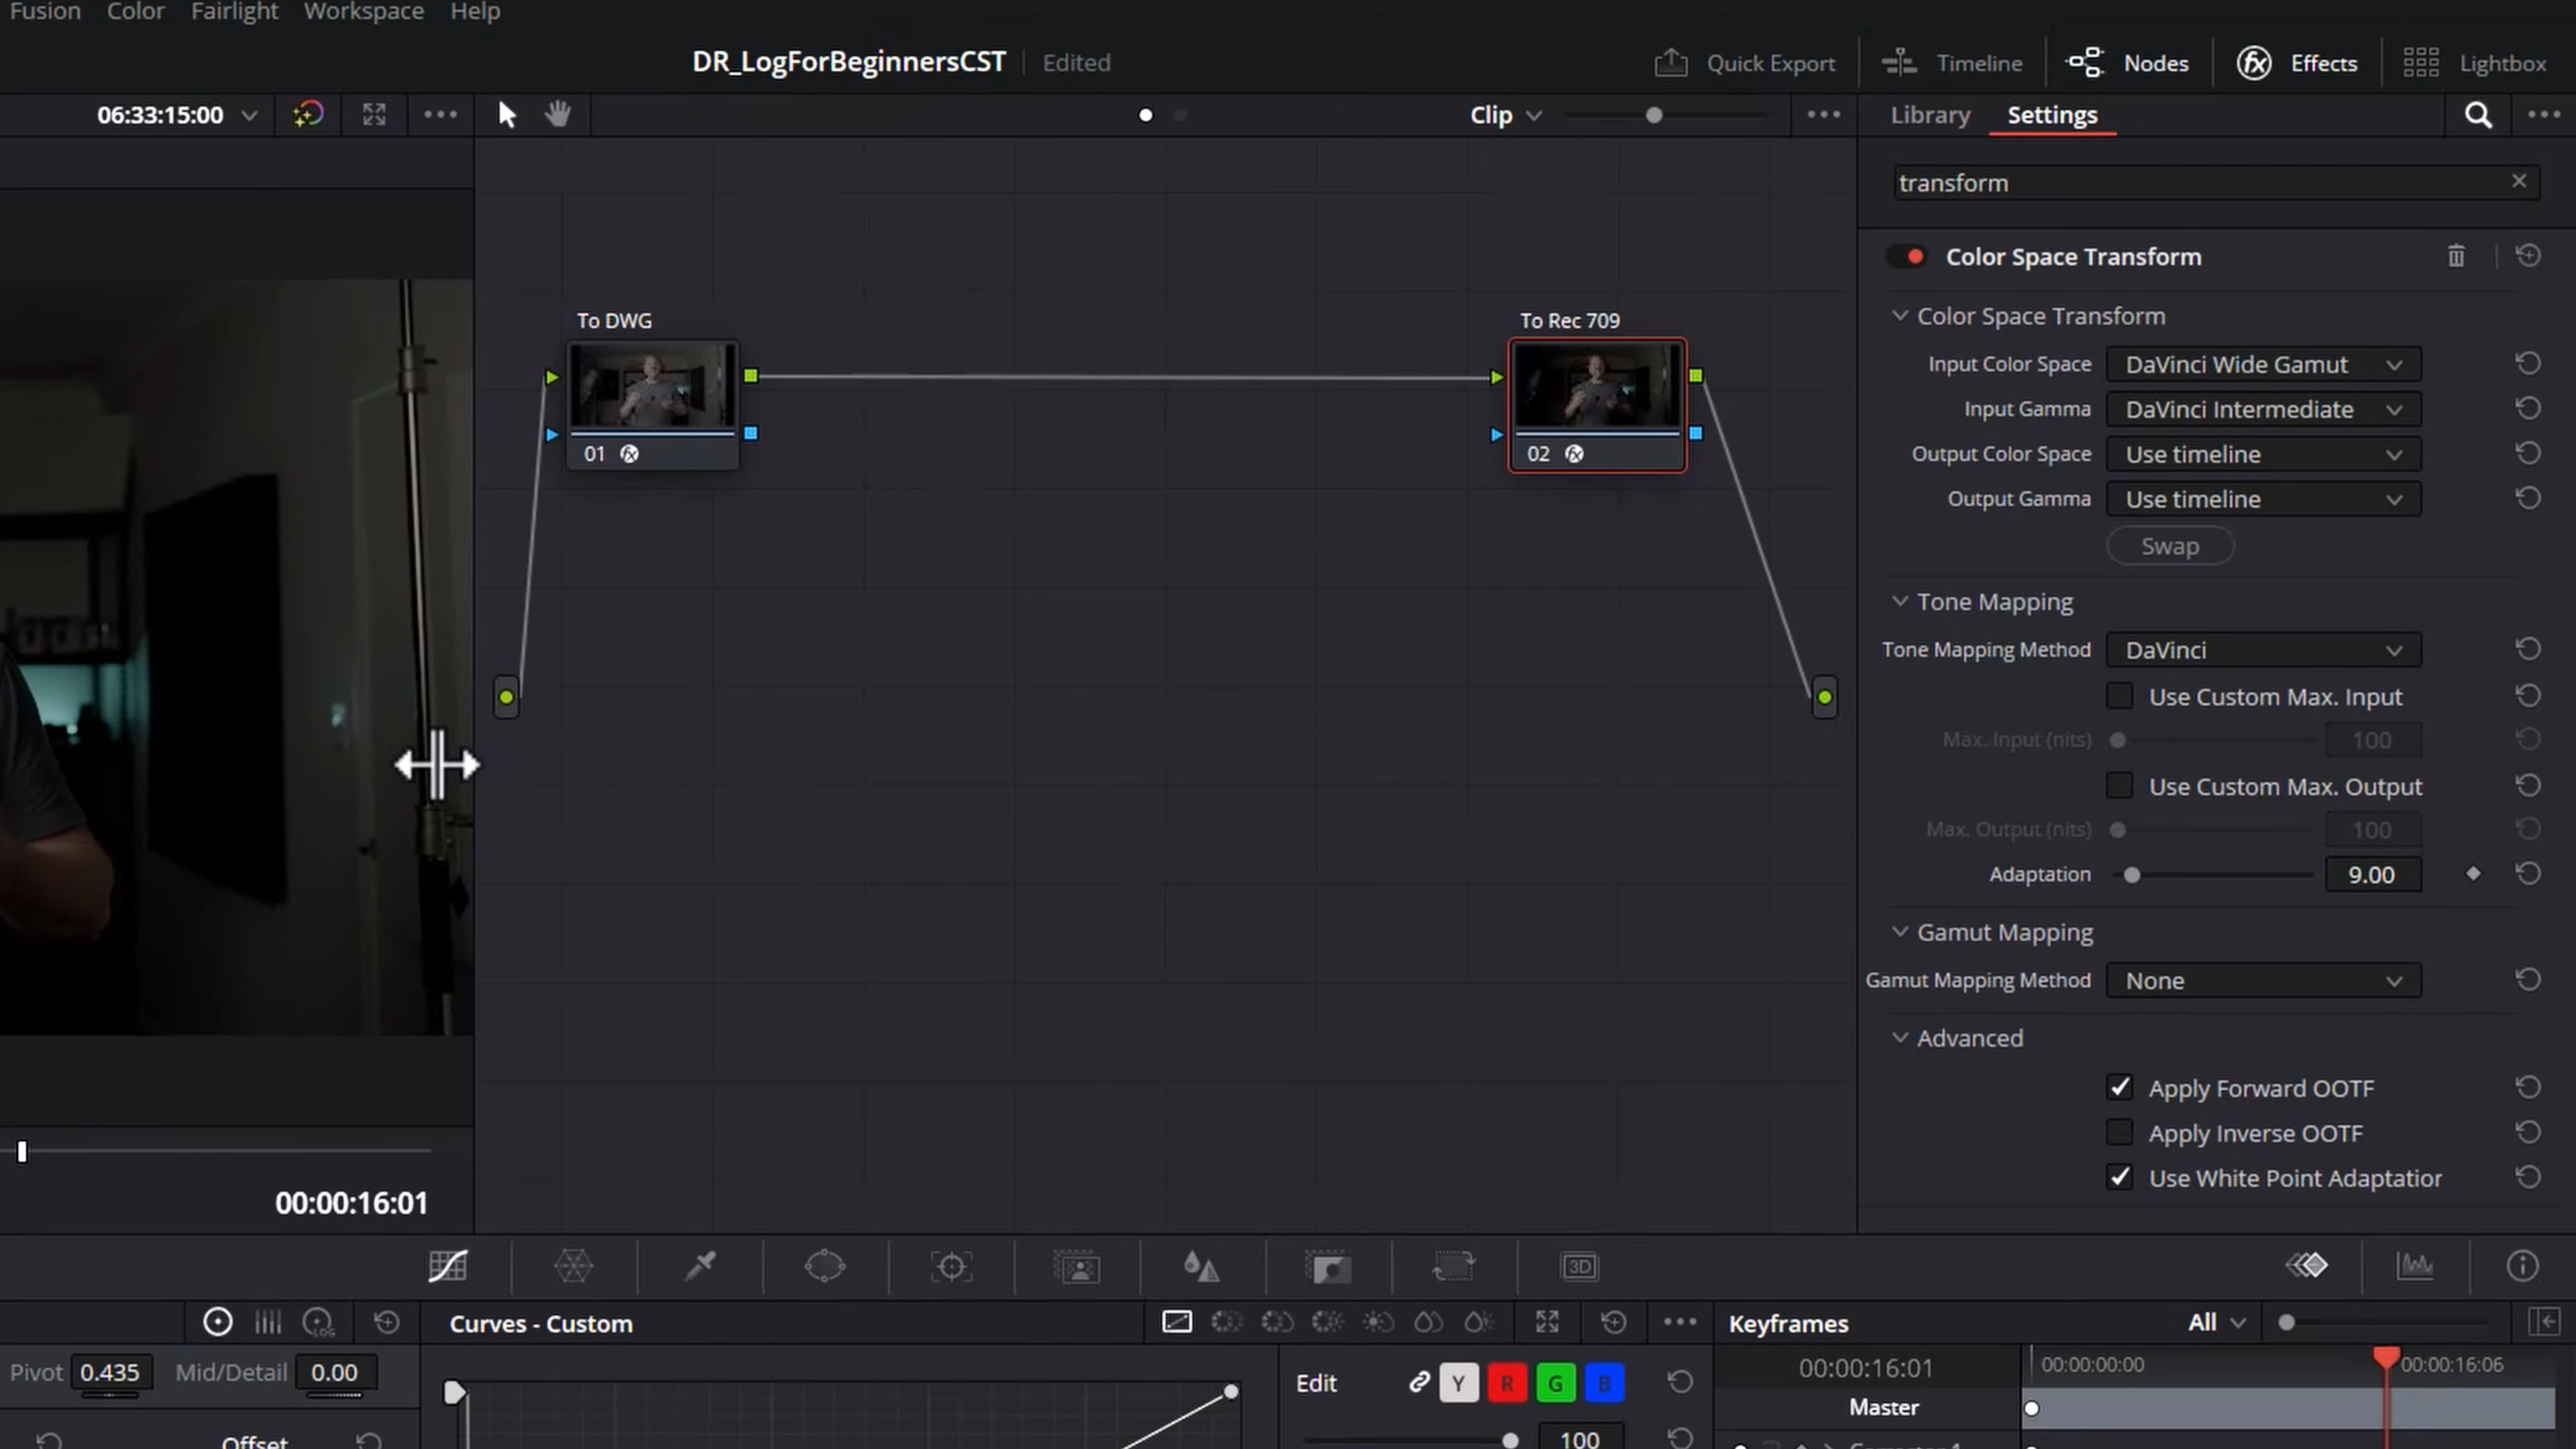 Fusion Color Fairlight Workspace Help
DR_LogForBeginnersCST Edited
Quick Export Timeline Nodes Effects Lightbox
06:33:15:00
Clip
Library Settings
transform
Color Space Transform
Color Space Transform
Input Color Space DaVinci Wide Gamut
Input Gamma DaVinci Intermediate
Output Color Space Use timeline
Output Gamma Use timeline
Swap
Tone Mapping
Tone Mapping Method DaVinci
Use Custom Max. Input
Max. Input (nits) 100
Use Custom Max. Output
Max. Output (nits) 100
Adaptation 9.00
Gamut Mapping
Gamut Mapping Method None
Advanced
Apply Forward OOTF
Apply Inverse OOTF
Use White Point Adaptation
To DWG
01
To Rec 709
02
00:00:16:01
3D
LOG
Curves - Custom
Keyframes
All
Pivot 0.435 Mid/Detail 0.00
Offset
Edit Y R G B
100
00:00:16:01 00:00:00:00 00:00:16:06
Master